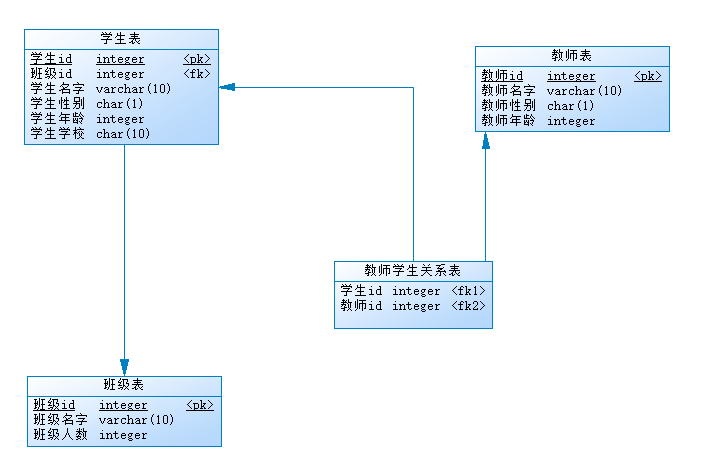 学生表
学生id integer <pk>
班级id integer <fk>
学生名字 varchar(10)
学生性别 char(1)
学生年龄 integer
学生学校 char(10)
教师表
教师id integer <pk>
教师名字 varchar(10)
教师性别 char(1)
教师年龄 integer
教师学生关系表
学生id integer <fk1>
教师id integer <fk2>
班级表
班级id integer <pk>
班级名字 varchar(10)
班级人数 integer